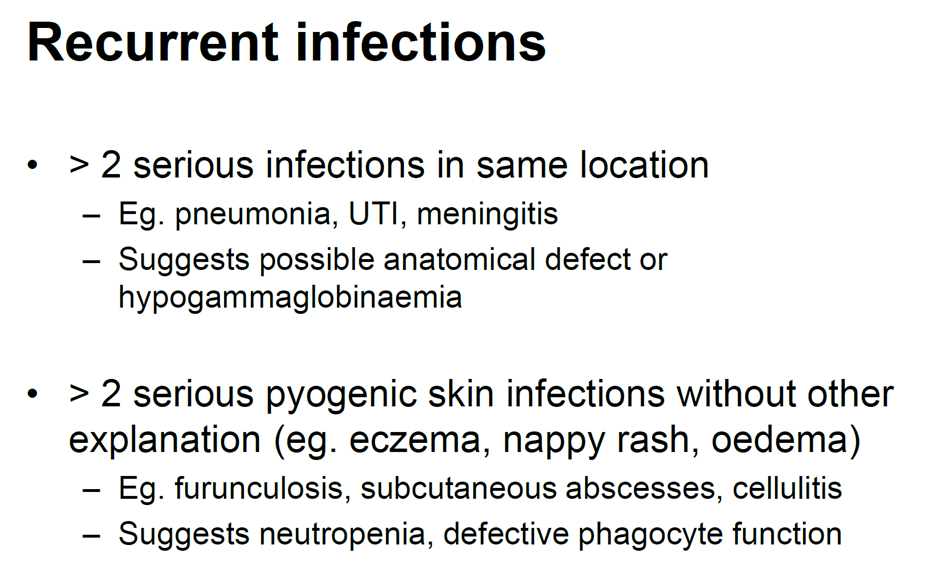 Recurrent infections
• > 2 serious infections in same location
– Eg. pneumonia, UTI, meningitis
– Suggests possible anatomical defect or
hypogammaglobinaemia
• > 2 serious pyogenic skin infections without other
explanation (eg. eczema, nappy rash, oedema)
– Eg. furunculosis, subcutaneous abscesses, cellulitis
– Suggests neutropenia, defective phagocyte function